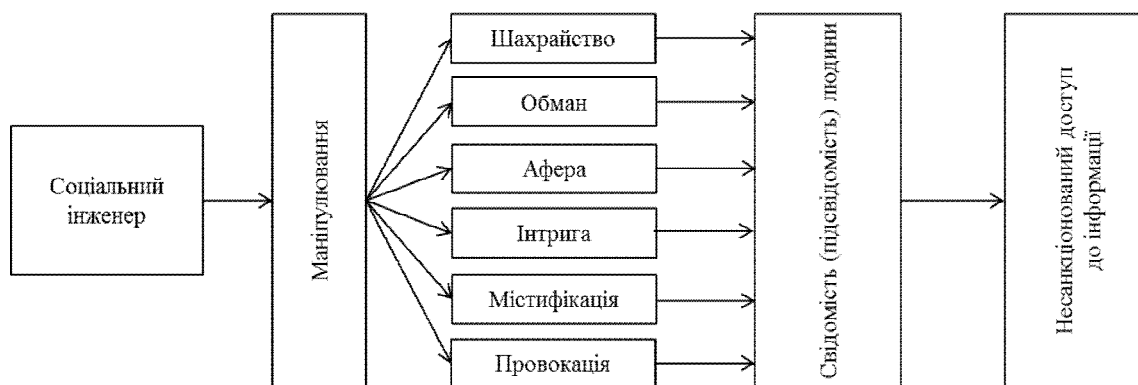 Соціальний
інженер
Маніпулювання
Шахрайство
Обман
Афера
Інтрига
Містифікація
Провокація
Свідомість (підсвідомість) людини
Несанкціонований доступ
до інформації